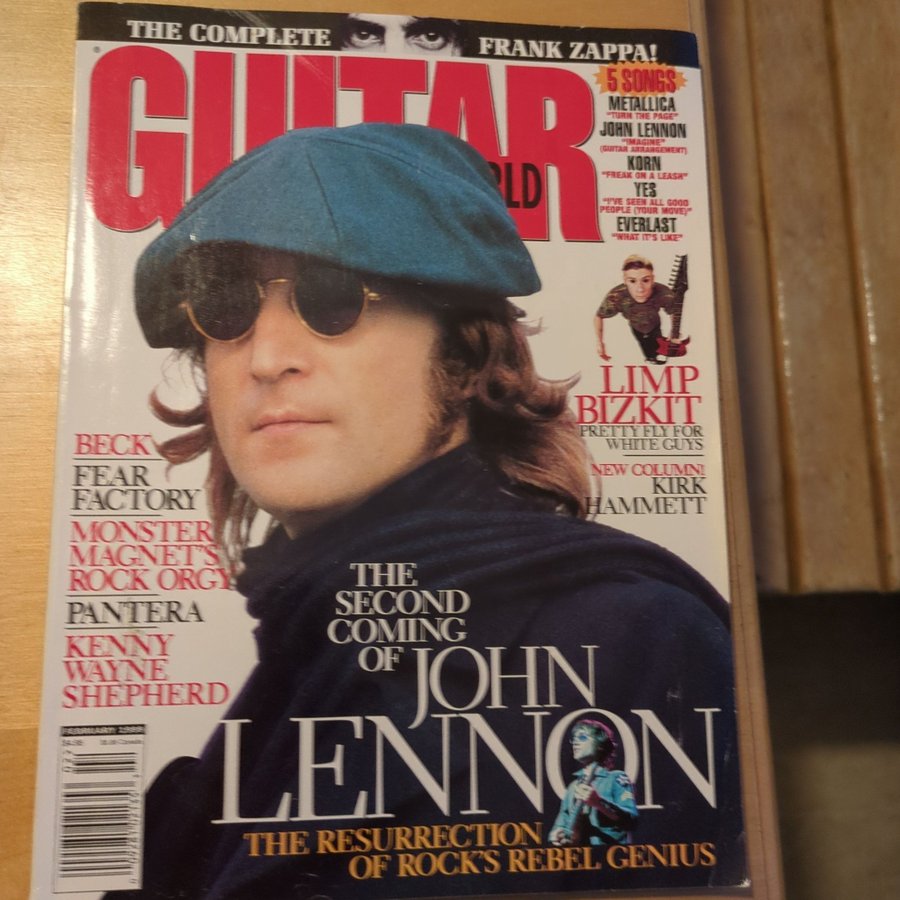 THE COMPLETE FRANK ZAPPA!
GUITAR
RLD
5 SONGS
METALLICA
"TURN THE PAGE"
JOHN LENNON
"IMAGINE"
(GUITAR ARRANGEMENT)
KORN
"FREAK ON A LEASH"
YES
"I'VE SEEN ALL GOOD
PEOPLE (YOUR MOVE)"
EVERLAST
"WHAT IT'S LIKE"
LIMP
BIZKIT
PRETTY FLY FOR
WHITE GUYS
NEW COLUMN!
KIRK
HAMMETT
BECK
FEAR
FACTORY
MONSTER
MAGNET'S
ROCK ORGY
PANTERA
KENNY
WAYNE
SHEPHERD
THE
SECOND
COMING
OF JOHN
LENNON
THE RESURRECTION
OF ROCK'S REBEL GENIUS
FEBRUARY 1999